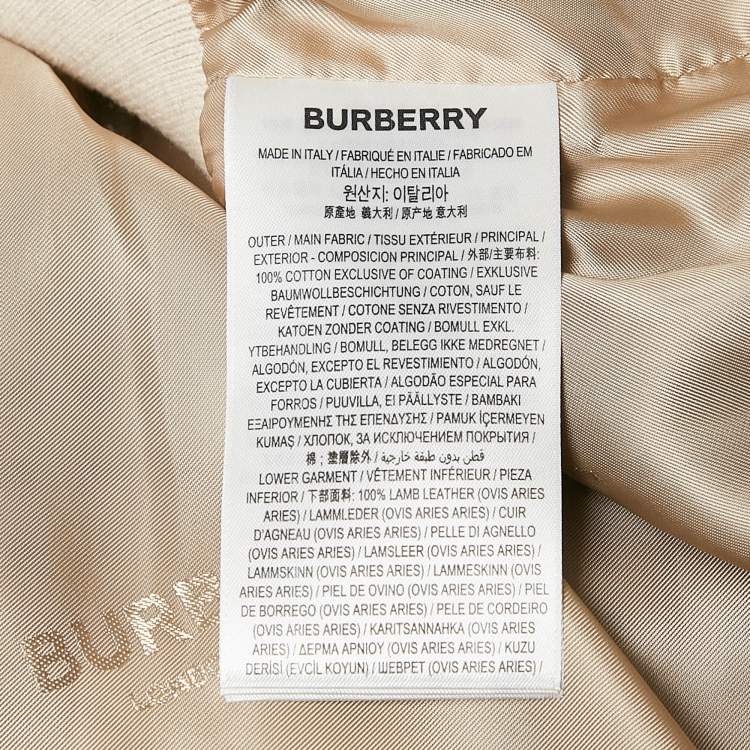 BURBERRY
MADE IN ITALY / FABRIQUÉ EN ITALIE / FABRICADO EM
ITÁLIA / HECHO EN ITALIA
원산지: 이탈리아
原產地 義大利 / 原产地 意大利
OUTER / MAIN FABRIC / TISSU EXTÉRIEUR / PRINCIPAL /
EXTERIOR - COMPOSICION PRINCIPAL / 外部/主要布料:
100% COTTON EXCLUSIVE OF COATING / EXKLUSIVE
BAUMWOLLBESCHICHTUNG / COTON, SAUF LE
REVÊTEMENT / COTONE SENZA RIVESTIMENTO /
KATOEN ZONDER COATING / BOMULL EXKL.
YTBEHANDLING / BOMULL, BELEGG IKKE MEDREGNET /
ALGODÓN, EXCEPTO EL REVESTIMIENTO / ALGODÓN,
EXCEPTO LA CUBIERTA / ALGODÃO ESPECIAL PARA
FORROS / PUUVILLA, EI PÄÄLLYSTE / BAMBAKI
ΕΞΑΙΡΟΥΜΕΝΗΣ ΤΗΣ ΕΠΕΝΔΥΣΗΣ / PAMUK İÇERMEYEN
KUMAŞ / ХЛОПОК, ЗА ИСКЛЮЧЕНИЕМ ПОКРЫТИЯ /
棉；塗層除外 / قطن بدون طبقة خارجية /
LOWER GARMENT / VÊTEMENT INFÉRIEUR / PIEZA
INFERIOR / 下部面料: 100% LAMB LEATHER (OVIS ARIES
ARIES) / LAMMLEDER (OVIS ARIES ARIES) / CUIR
D'AGNEAU (OVIS ARIES ARIES) / PELLE DI AGNELLO
(OVIS ARIES ARIES) / LAMSLEER (OVIS ARIES ARIES) /
LAMMSKINN (OVIS ARIES ARIES) / LAMMESKINN (OVIS
ARIES ARIES) / PIEL DE OVINO (OVIS ARIES ARIES) / PIEL
DE BORREGO (OVIS ARIES ARIES) / PELE DE CORDEIRO
(OVIS ARIES ARIES) / KARITSANNAHKA (OVIS ARIES
ARIES) / ΔΕΡΜΑ ΑΡΝΙΟΥ (OVIS ARIES ARIES) / KUZU
DERİSİ (EVCİL KOYUN) / ШЕВРЕТ (OVIS ARIES ARIES) /